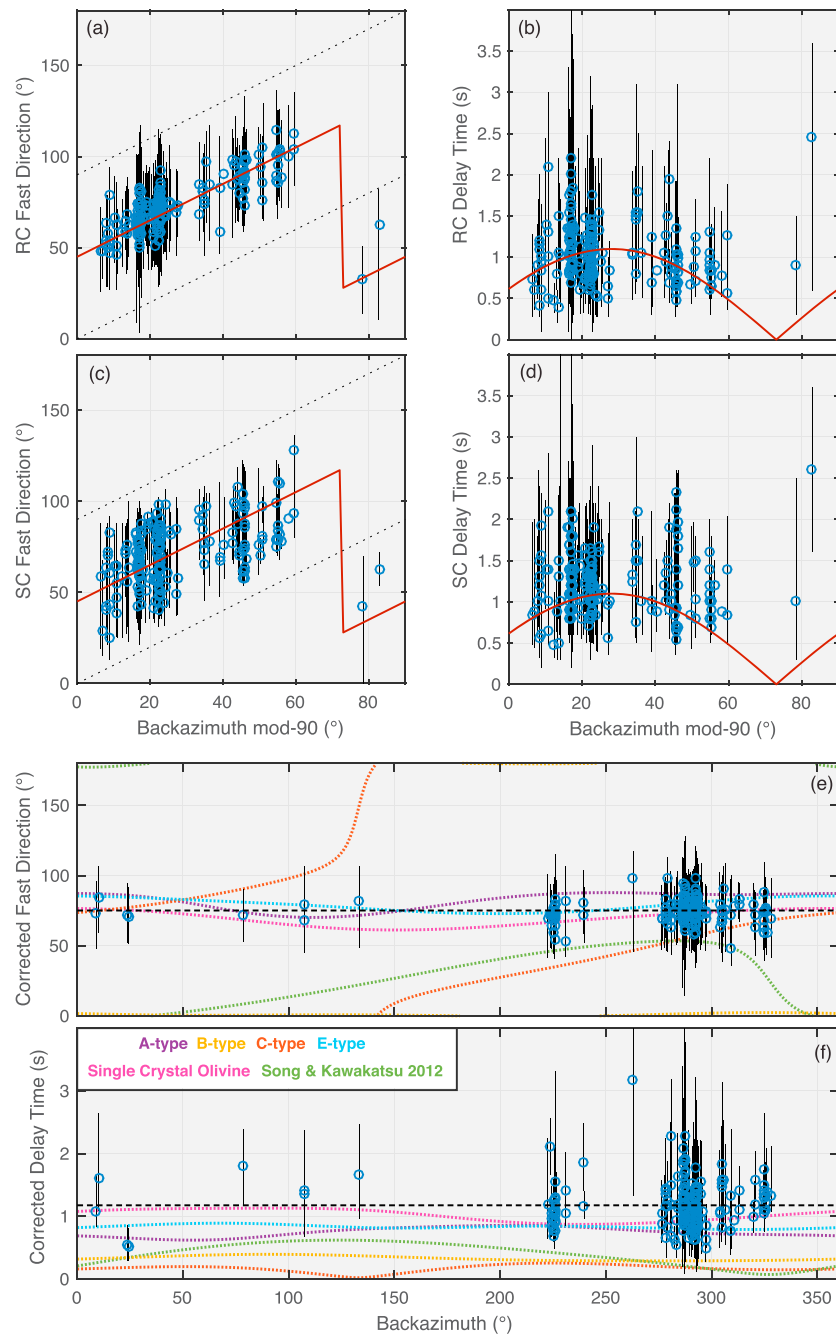 (a)
RC Fast Direction (°)
150
100
50
0
(b)
RC Delay Time (s)
3.5
3
2.5
2
1.5
1
0.5
0
(c)
SC Fast Direction (°)
150
100
50
0
0 20 40 60 80
Backazimuth mod-90 (°)
(d)
SC Delay Time (s)
3.5
3
2.5
2
1.5
1
0.5
0
0 20 40 60 80
Backazimuth mod-90 (°)
(e)
Corrected Fast Direction (°)
150
100
50
0
(f)
Corrected Delay Time (s)
A-type B-type C-type E-type
Single Crystal Olivine Song & Kawakatsu 2012
3
2
1
0
0 50 100 150 200 250 300 350
Backazimuth (°)